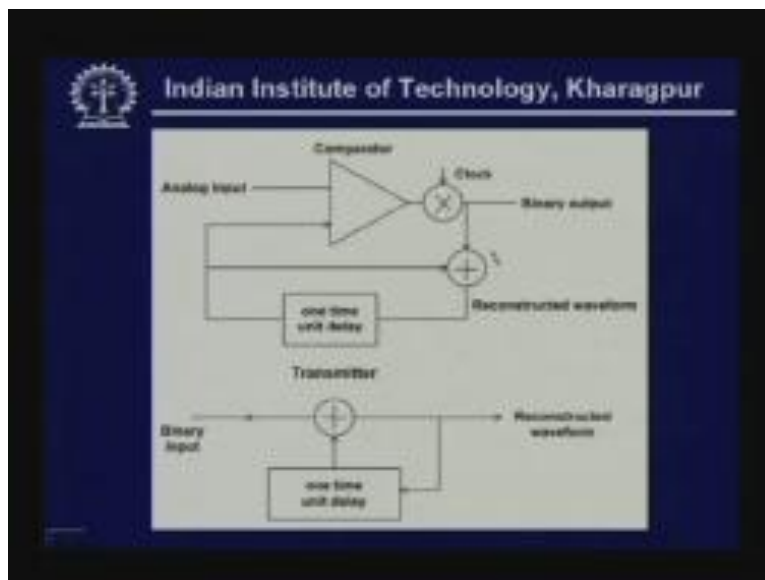 Indian Institute of Technology, Kharagpur
Comparator
Clock
Analog Input
Binary output
one time
unit delay
Reconstructed waveform
Transmitter
Binary
input
Reconstructed
waveform
one time
unit delay